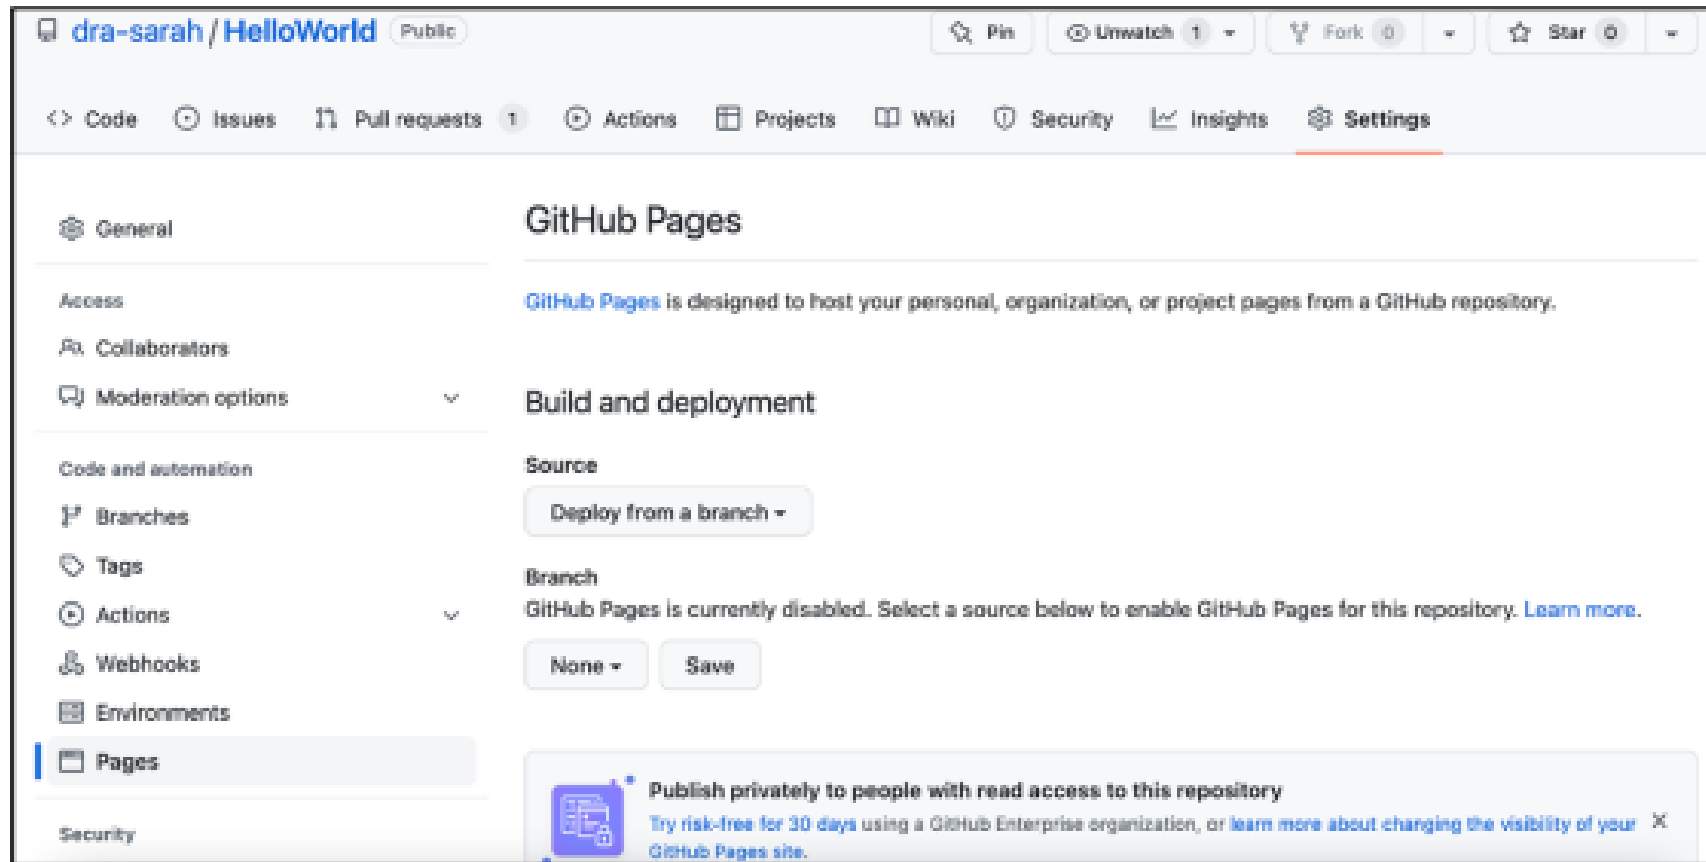 dra-sarah / HelloWorld Public Pin Unwatch 1 Fork 0 Star 0
Code Issues Pull requests 1 Actions Projects Wiki Security Insights Settings
General
Access
Collaborators
Moderation options
Code and automation
Branches
Tags
Actions
Webhooks
Environments
Pages
Security
GitHub Pages
GitHub Pages is designed to host your personal, organization, or project pages from a GitHub repository.
Build and deployment
Source
Deploy from a branch
Branch
GitHub Pages is currently disabled. Select a source below to enable GitHub Pages for this repository. Learn more.
None Save
Publish privately to people with read access to this repository
Try risk-free for 30 days using a GitHub Enterprise organization, or learn more about changing the visibility of your
GitHub Pages site.